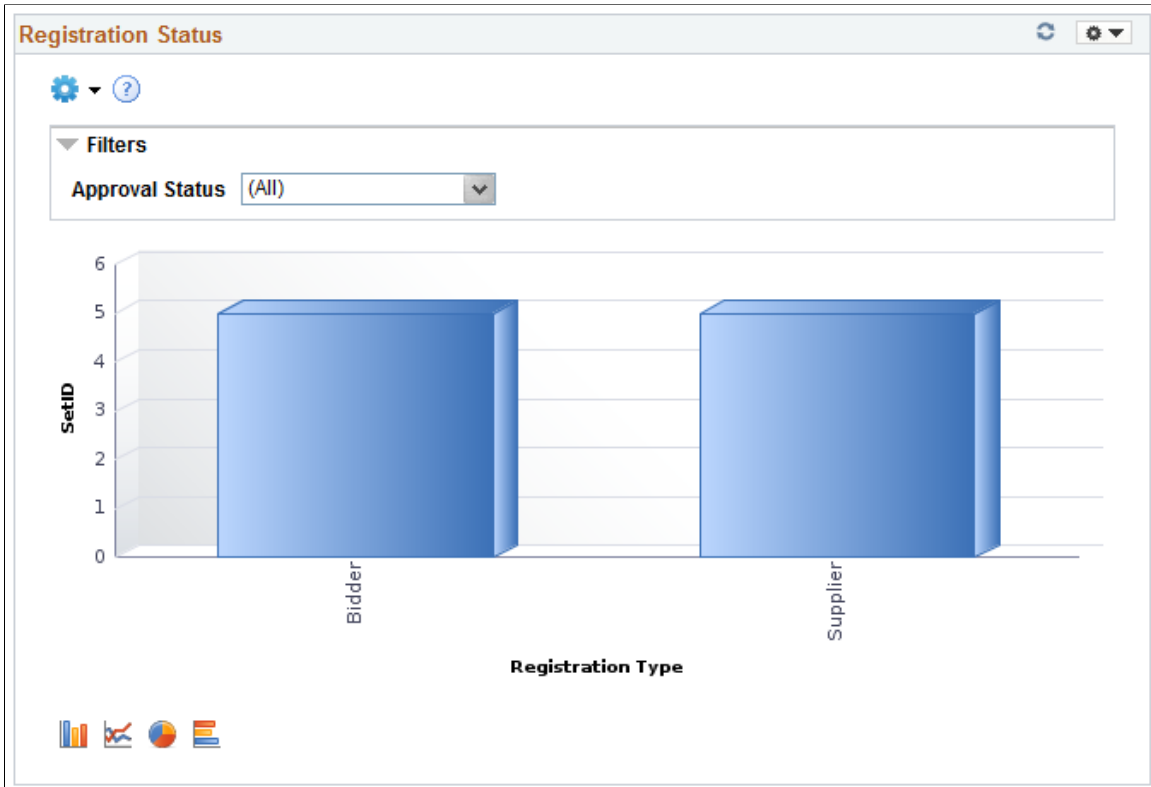 Registration Status
?
Filters
Approval Status (All)
6
5
4
3
2
1
0
SetID
Bidder
Supplier
Registration Type